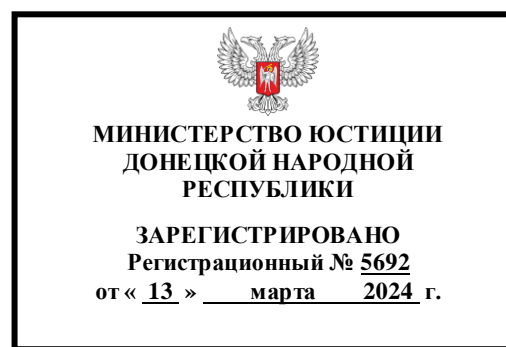 МИНИСТЕРСТВО ЮСТИЦИИ
ДОНЕЦКОЙ НАРОДНОЙ
РЕСПУБЛИКИ
ЗАРЕГИСТРИРОВАНО
Регистрационный № 5692
от « 13 » марта 2024 г.